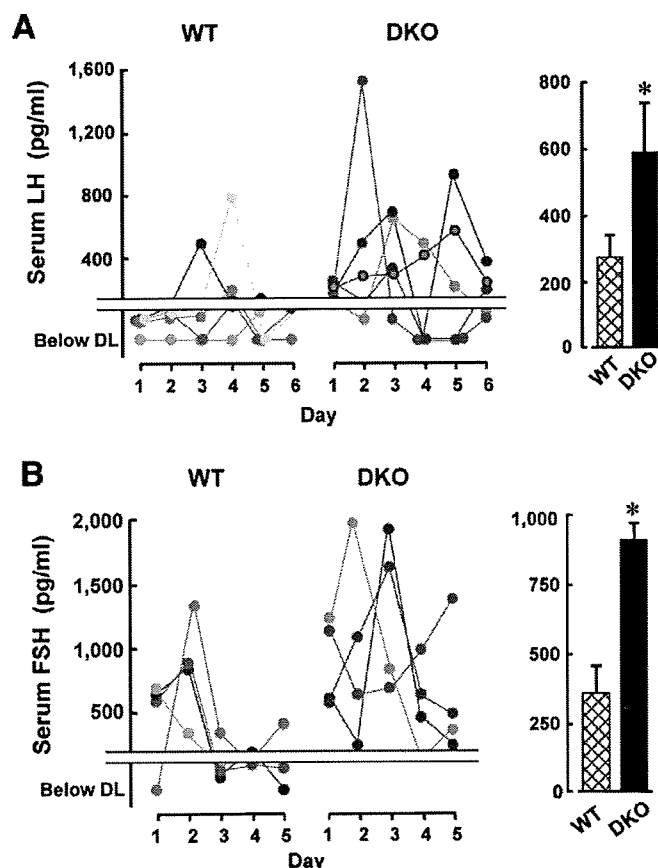 A
WT DKO
Serum LH (pg/ml)
1,600
1,200
800
400
Below DL
1 2 3 4 5 6 1 2 3 4 5 6
Day
800
600
400
200
0
*
WT DKO
B
WT DKO
Serum FSH (pg/ml)
2,000
1,500
1,000
500
Below DL
1 2 3 4 5 1 2 3 4 5
Day
1,000
750
500
250
0
*
WT DKO